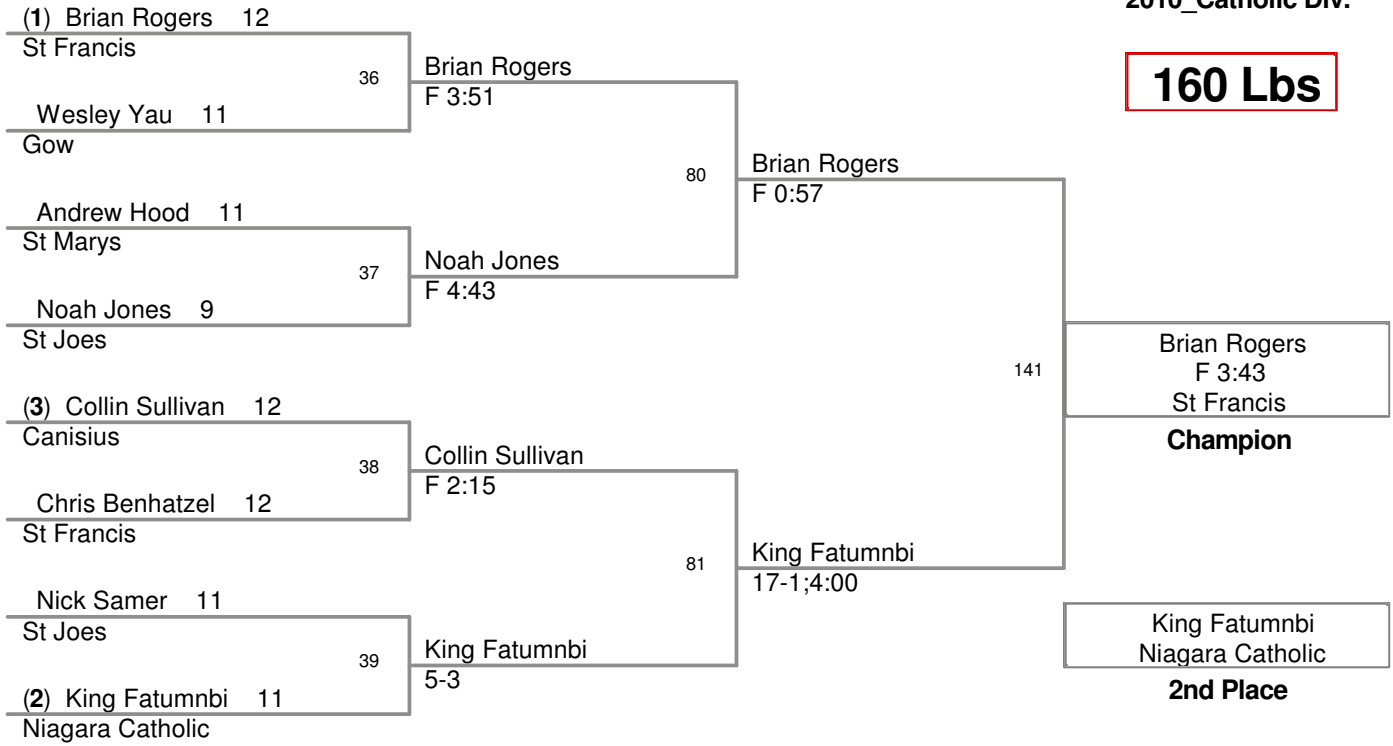 2010_Catholic Div.
160 Lbs
(1) Brian Rogers 12
St Francis
36
Wesley Yau 11
Gow
Brian Rogers
F 3:51
Andrew Hood 11
St Marys
37
Noah Jones 9
St Joes
Noah Jones
F 4:43
80
Brian Rogers
F 0:57
(3) Collin Sullivan 12
Canisius
38
Chris Benhatzel 12
St Francis
Collin Sullivan
F 2:15
Nick Samer 11
St Joes
39
(2) King Fatumnbi 11
Niagara Catholic
King Fatumnbi
5-3
81
King Fatumnbi
17-1;4:00
141
Brian Rogers
F 3:43
St Francis
Champion
King Fatumnbi
Niagara Catholic
2nd Place